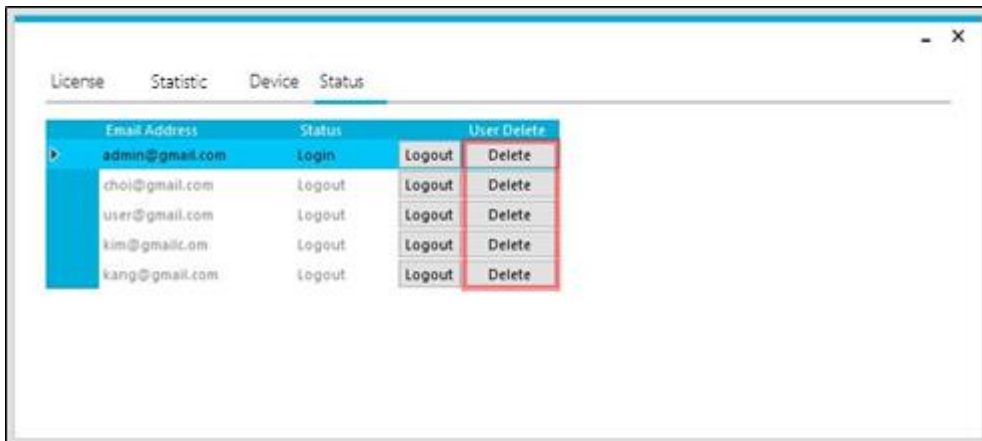 License Statistic Device Status
Email Address Status User Delete
admin@gmail.com Login Logout Delete
choi@gmail.com Logout Logout Delete
user@gmail.com Logout Logout Delete
kim@gmailc.om Logout Logout Delete
kang@gmail.com Logout Logout Delete